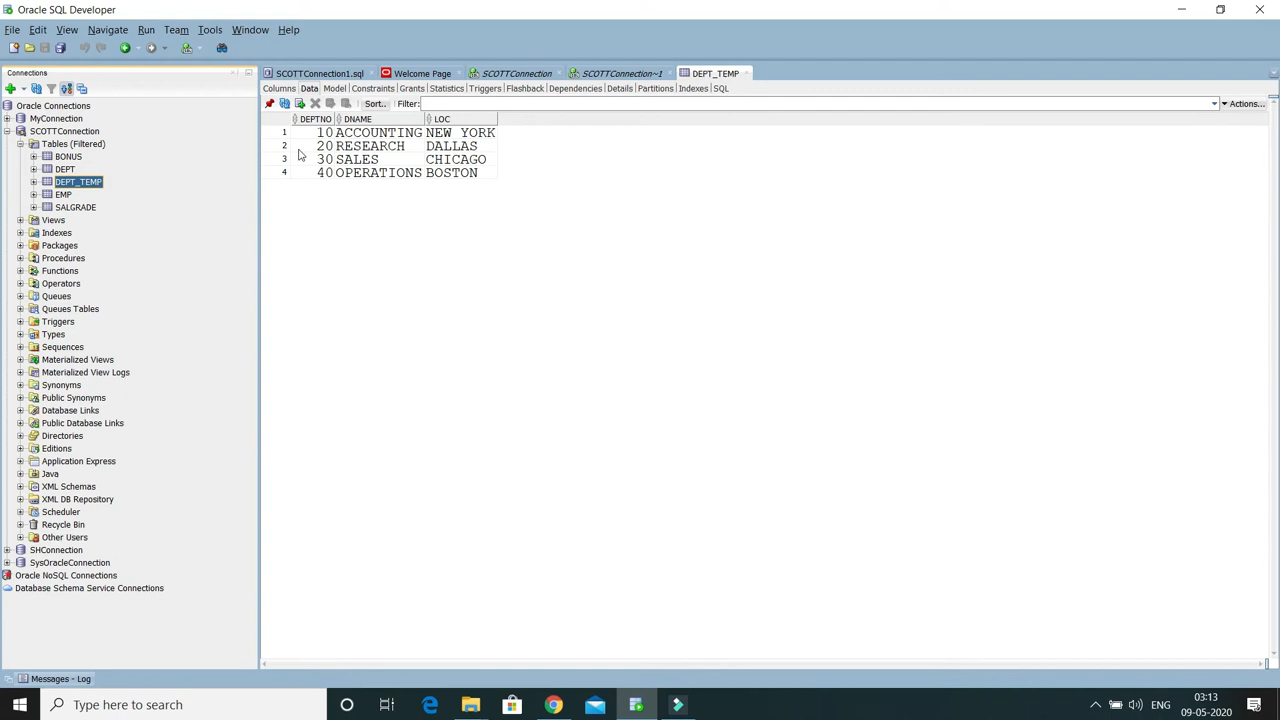 Oracle SQL Developer
File Edit View Navigate Run Team Tools Window Help
Connections
SCOTTConnection1.sql Welcome Page SCOTTConnection SCOTTConnection~1 DEPT_TEMP
Columns Data Model Constraints Grants Statistics Triggers Flashback Dependencies Details Partitions Indexes SQL
Sort.. Filter: Actions...
DEPTNO DNAME LOC
1 10 ACCOUNTING NEW YORK
2 20 RESEARCH DALLAS
3 30 SALES CHICAGO
4 40 OPERATIONS BOSTON
Oracle Connections
MyConnection
SCOTTConnection
Tables (Filtered)
BONUS
DEPT
DEPT_TEMP
EMP
SALGRADE
Views
Indexes
Packages
Procedures
Functions
Operators
Queues
Queues Tables
Triggers
Types
Sequences
Materialized Views
Materialized View Logs
Synonyms
Public Synonyms
Database Links
Public Database Links
Directories
Editions
Application Express
Java
XML Schemas
XML DB Repository
Scheduler
Recycle Bin
Other Users
SHConnection
SysOracleConnection
Oracle NoSQL Connections
Database Schema Service Connections
Messages - Log
Type here to search
ENG
03:13
09-05-2020